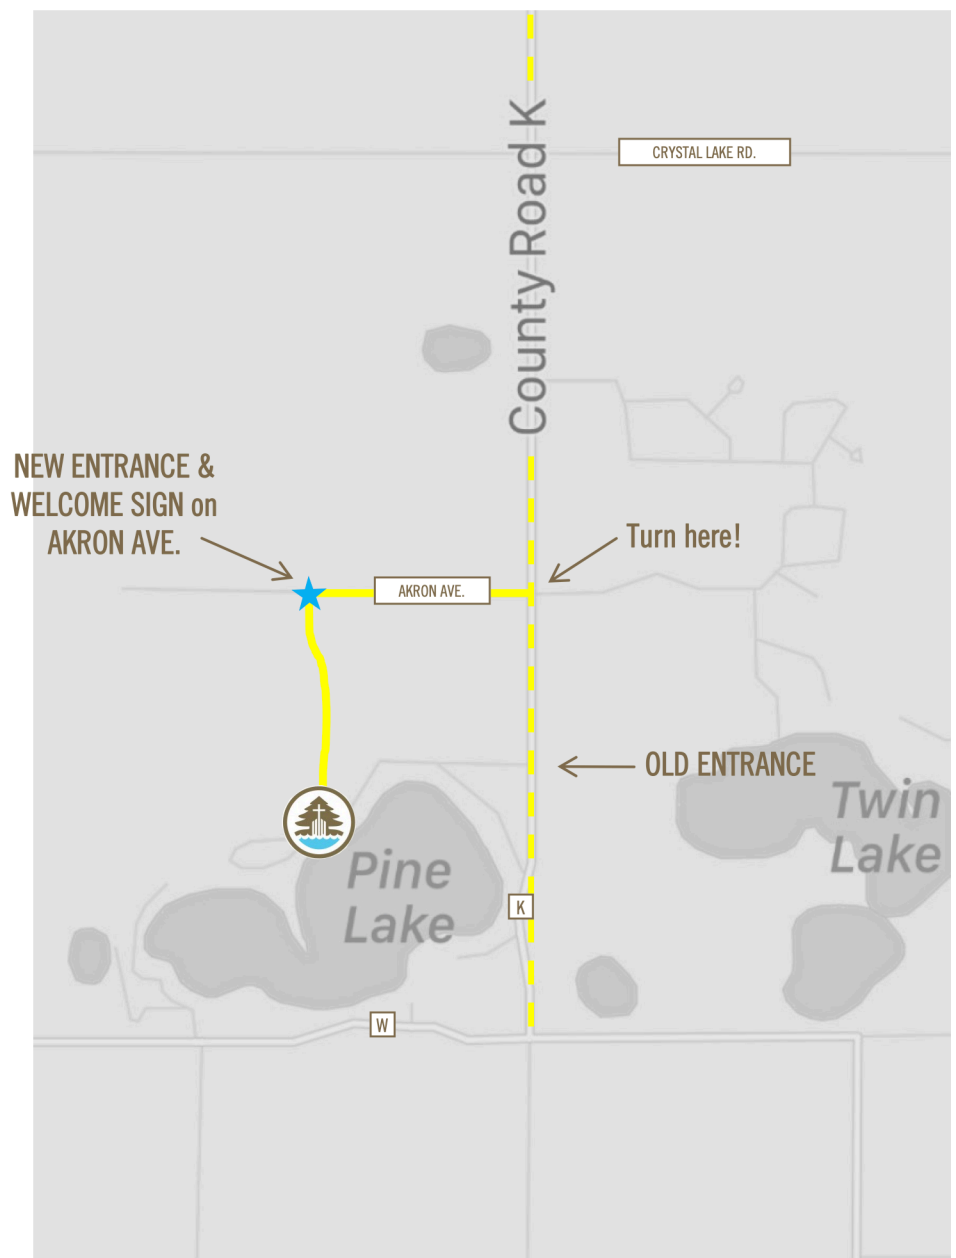 CRYSTAL LAKE RD.
County Road K
NEW ENTRANCE &
WELCOME SIGN on
AKRON AVE.
Turn here!
AKRON AVE.
OLD ENTRANCE
Twin
Lake
Pine
Lake
K
W